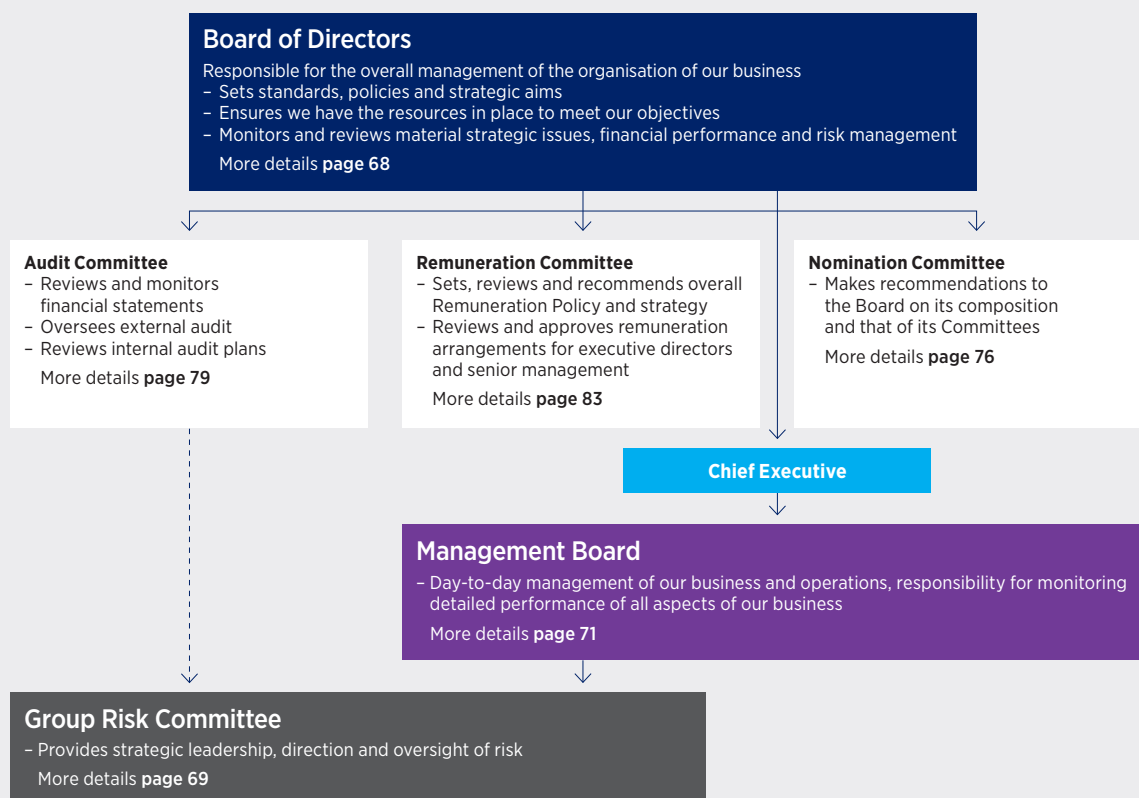 Board of Directors
Responsible for the overall management of the organisation of our business
– Sets standards, policies and strategic aims
– Ensures we have the resources in place to meet our objectives
– Monitors and reviews material strategic issues, financial performance and risk management
More details page 68
Audit Committee
– Reviews and monitors
financial statements
– Oversees external audit
– Reviews internal audit plans
More details page 79
Remuneration Committee
– Sets, reviews and recommends overall
Remuneration Policy and strategy
– Reviews and approves remuneration
arrangements for executive directors
and senior management
More details page 83
Nomination Committee
– Makes recommendations to
the Board on its composition
and that of its Committees
More details page 76
Chief Executive
Management Board
– Day-to-day management of our business and operations, responsibility for monitoring
detailed performance of all aspects of our business
More details page 71
Group Risk Committee
– Provides strategic leadership, direction and oversight of risk
More details page 69